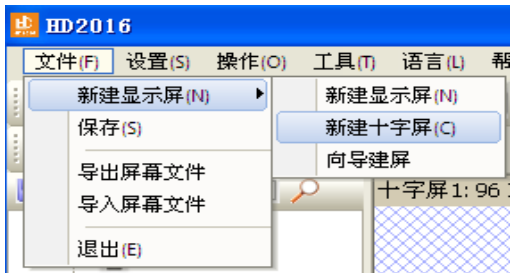 HD2016
文件(F) 设置(S) 操作(O) 工具(T) 语言(L) 帮
新建显示屏(N)
保存(S)
导出屏幕文件
导入屏幕文件
退出(E)
新建显示屏(N)
新建十字屏(C)
向导建屏
十字屏1: 96